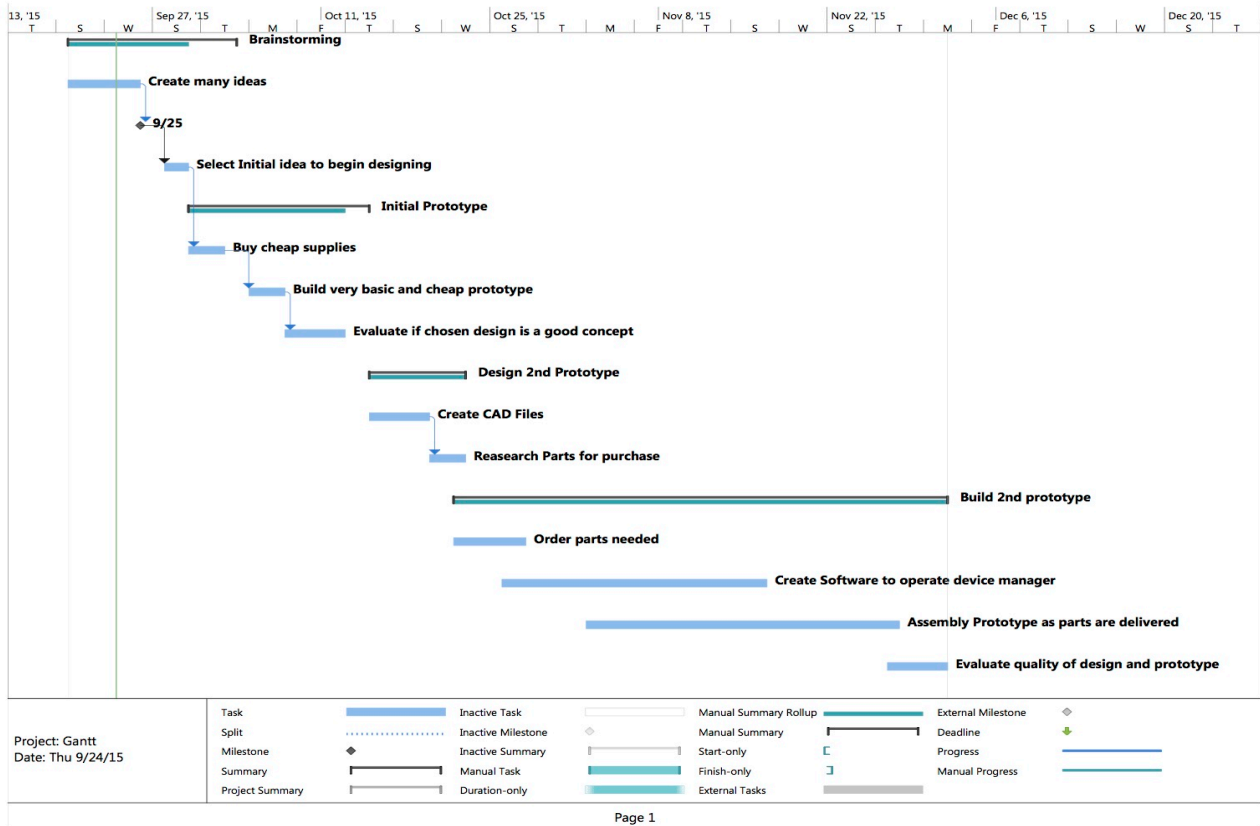 13, '15 Sep 27, '15 Oct 11, '15 Oct 25, '15 Nov 8, '15 Nov 22, '15 Dec 6, '15 Dec 20, '15
T S W S T M F T S W S T M F T S W S T M F T S W S T
Brainstorming
Create many ideas
9/25
Select Initial idea to begin designing
Initial Prototype
Buy cheap supplies
Build very basic and cheap prototype
Evaluate if chosen design is a good concept
Design 2nd Prototype
Create CAD Files
Reasearch Parts for purchase
Build 2nd prototype
Order parts needed
Create Software to operate device manager
Assembly Prototype as parts are delivered
Evaluate quality of design and prototype
Project: Gantt
Date: Thu 9/24/15
Task Inactive Task Manual Summary Rollup External Milestone
Split Inactive Milestone Manual Summary Deadline
Milestone Inactive Summary Start-only Progress
Summary Manual Task Finish-only Manual Progress
Project Summary Duration-only External Tasks
Page 1